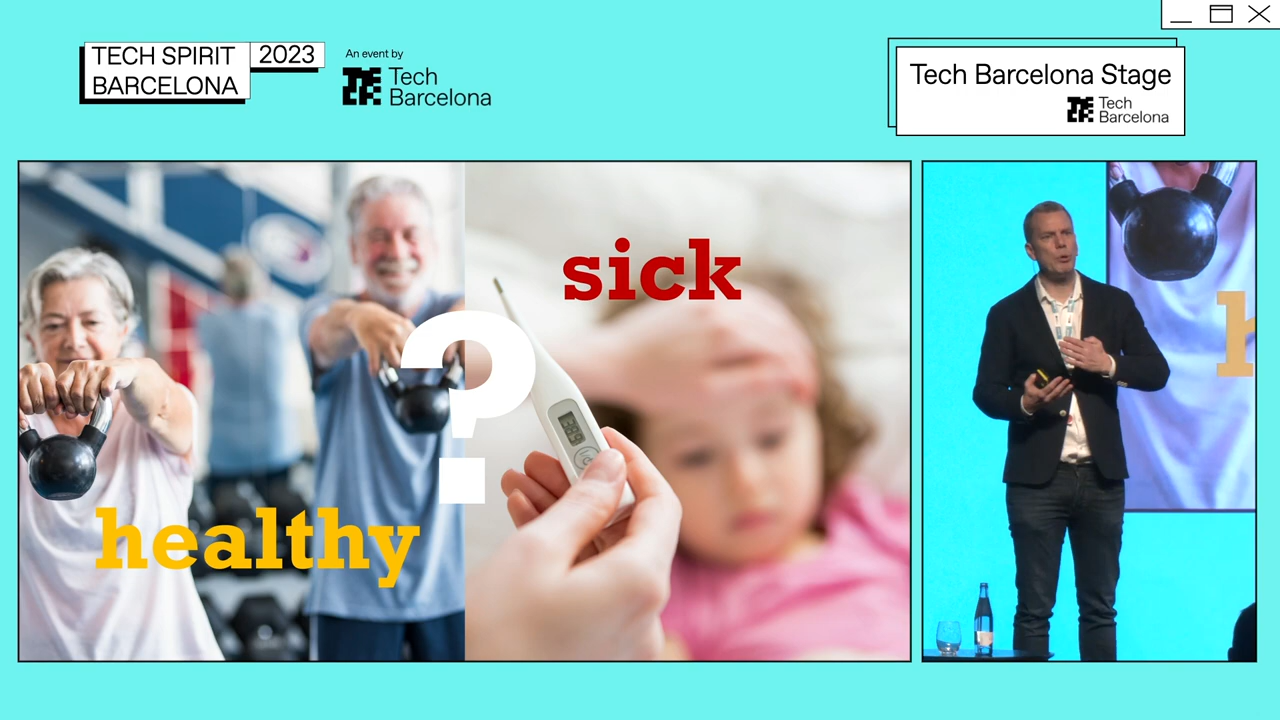 TECH SPIRIT
BARCELONA
2023
An event by
Tech
Barcelona
Tech Barcelona Stage
Tech
Barcelona
sick
?
healthy